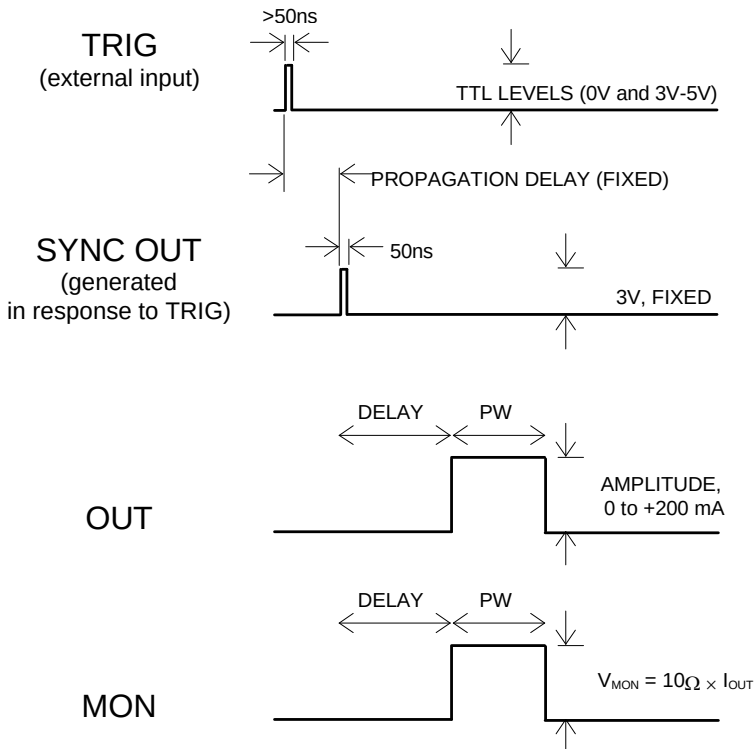 >50ns
TRIG
(external input)
TTL LEVELS (0V and 3V-5V)
PROPAGATION DELAY (FIXED)
SYNC OUT
(generated
in response to TRIG)
50ns
3V, FIXED
DELAY
PW
OUT
AMPLITUDE,
0 to +200 mA
DELAY
PW
MON
VMON = 10Ω × IOUT